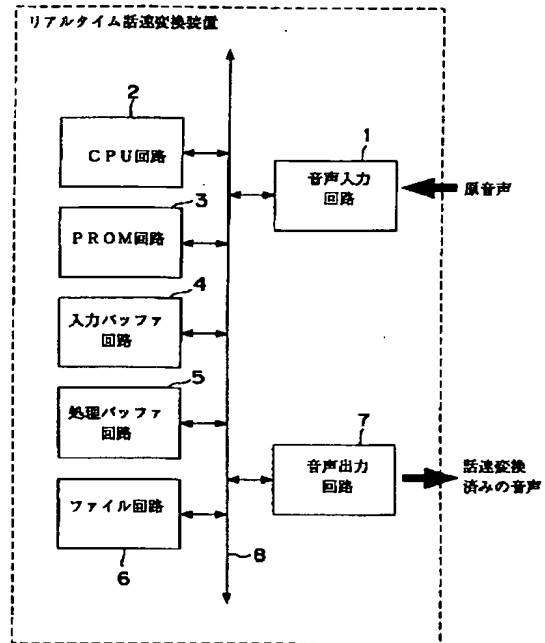 リアルタイム話速変換装置
2
CPU回路
1
音声入力
回路
原音声
3
PROM回路
4
入力バッファ
回路
5
処理バッファ
回路
7
音声出力
回路
話速変換
済みの音声
ファイル回路
6
8